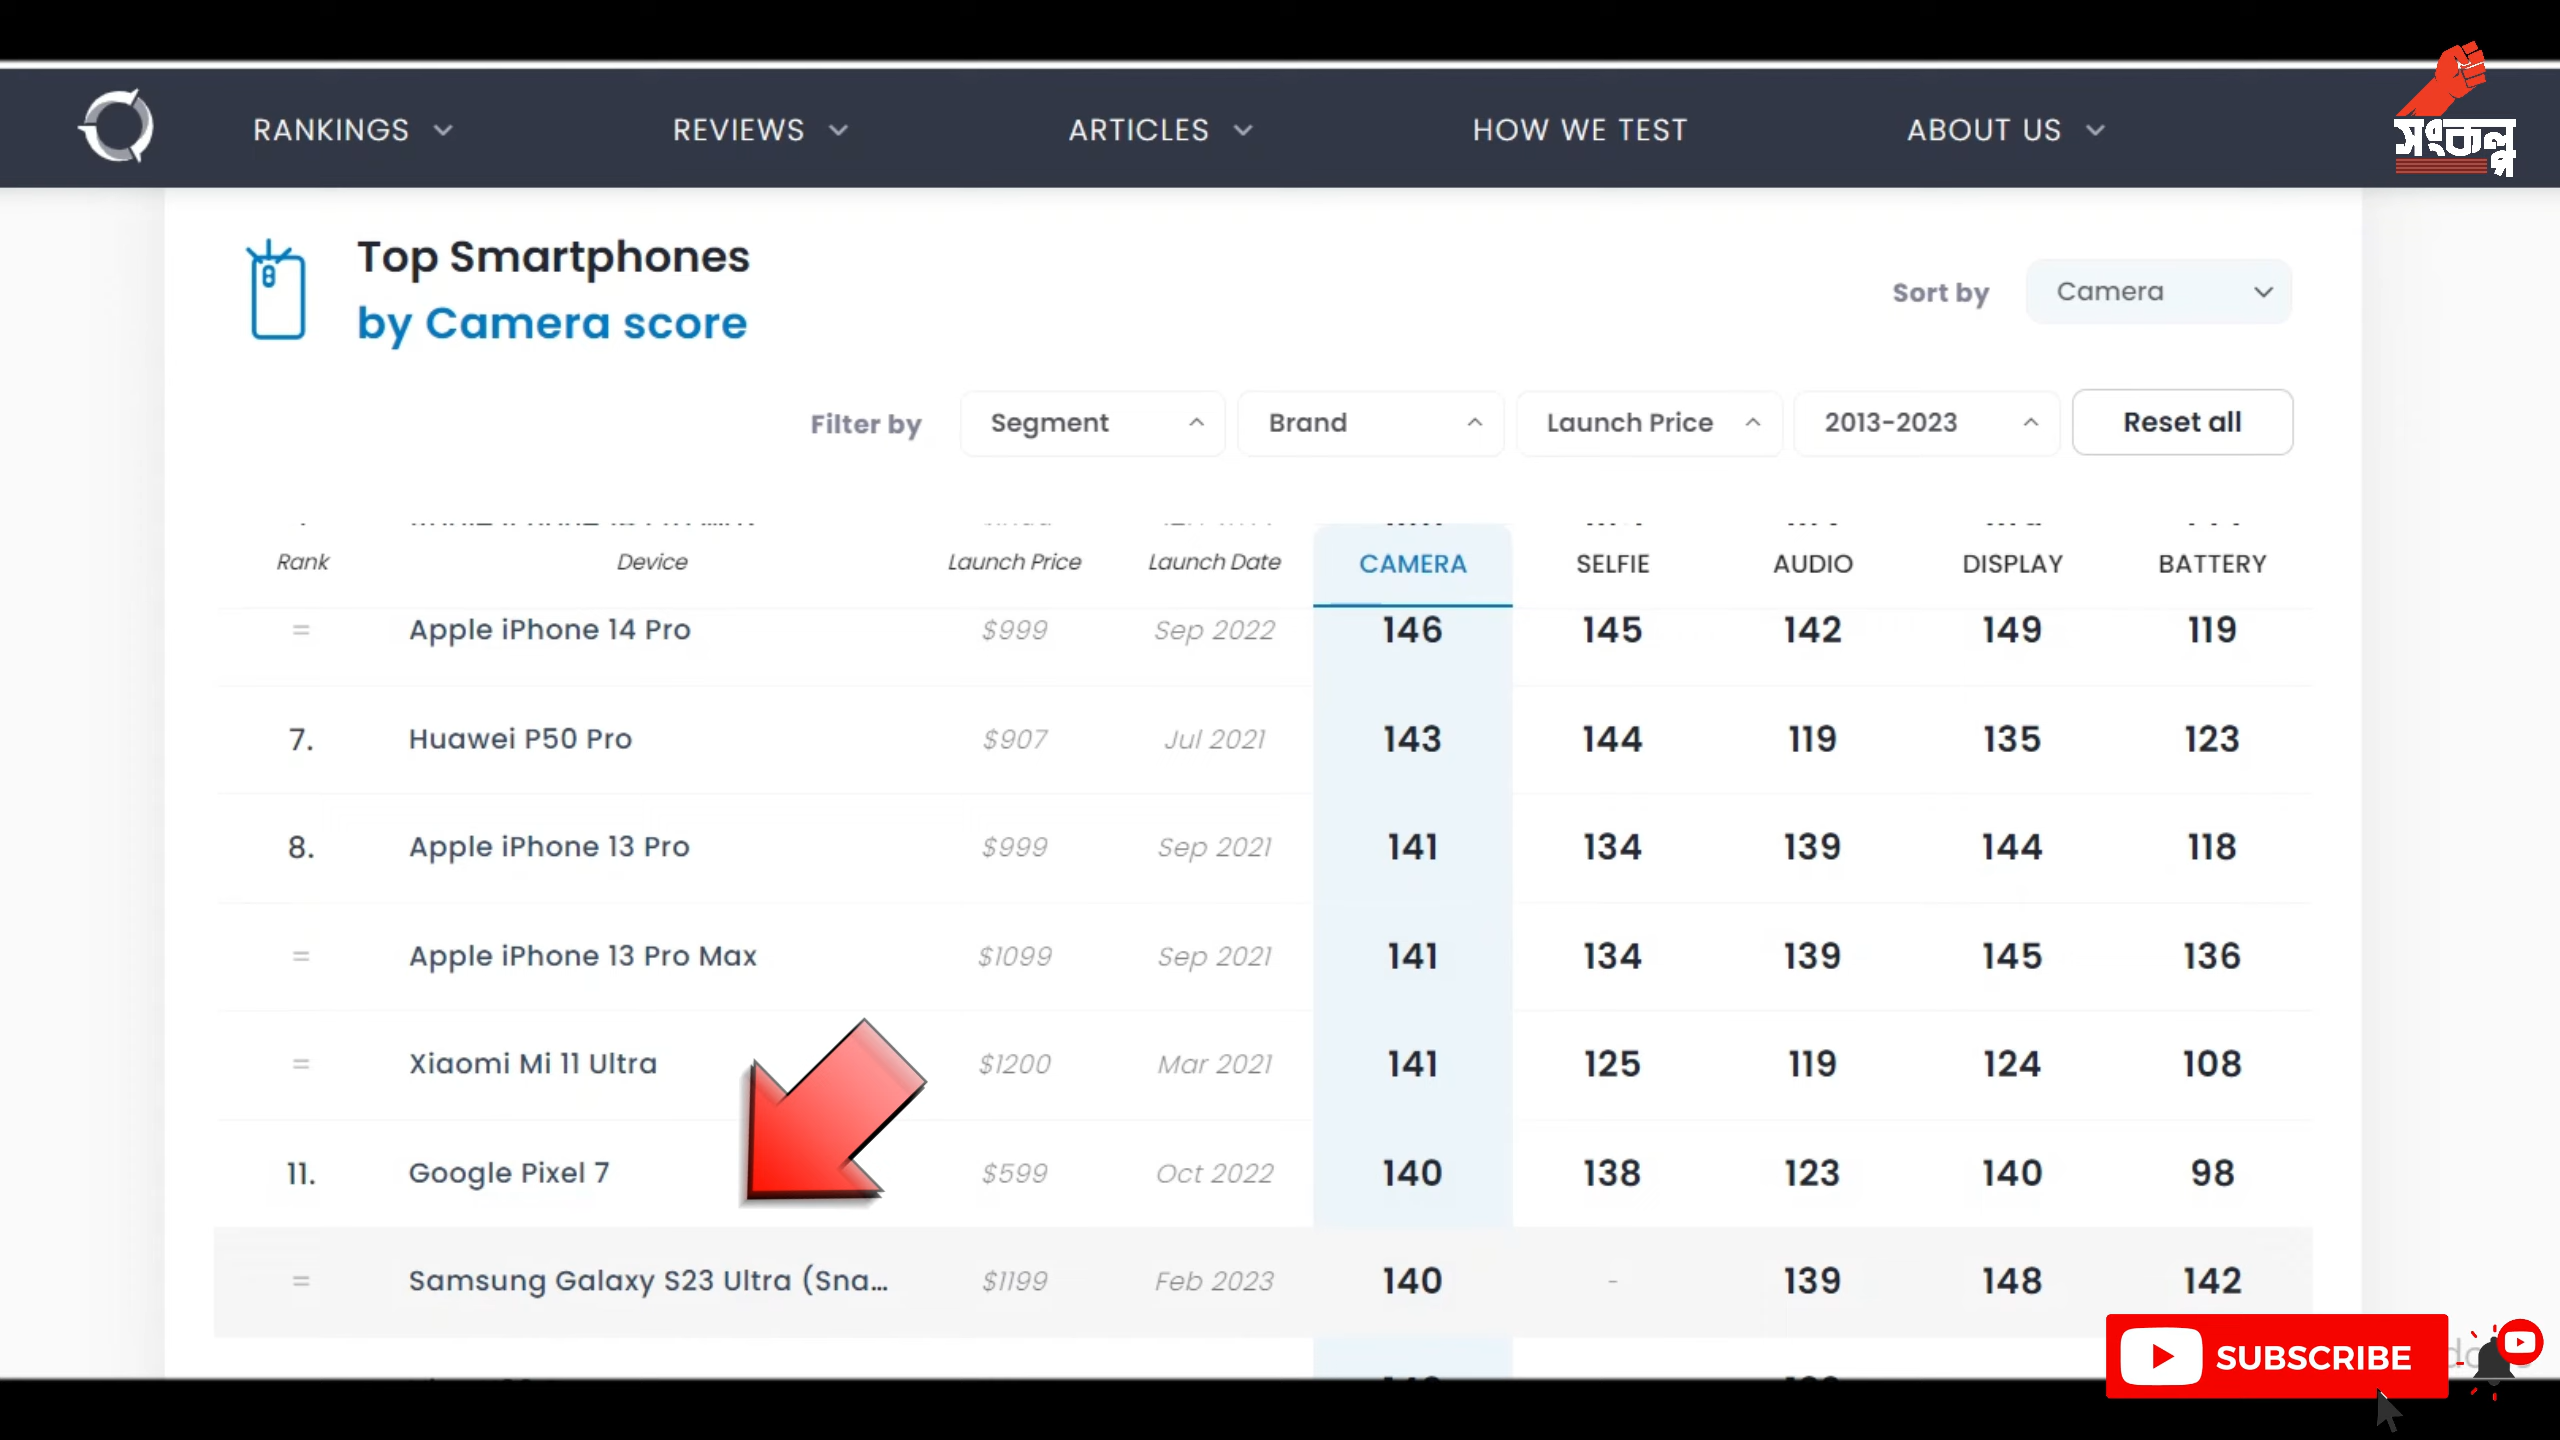 RANKINGS REVIEWS ARTICLES HOW WE TEST ABOUT US
সংকল্প
Top Smartphones
by Camera score
Sort by Camera
Filter by Segment Brand Launch Price 2013-2023 Reset all
Rank Device Launch Price Launch Date CAMERA SELFIE AUDIO DISPLAY BATTERY
= Apple iPhone 14 Pro $999 Sep 2022 146 145 142 149 119
7. Huawei P50 Pro $907 Jul 2021 143 144 119 135 123
8. Apple iPhone 13 Pro $999 Sep 2021 141 134 139 144 118
= Apple iPhone 13 Pro Max $1099 Sep 2021 141 134 139 145 136
= Xiaomi Mi 11 Ultra $1200 Mar 2021 141 125 119 124 108
11. Google Pixel 7 $599 Oct 2022 140 138 123 140 98
= Samsung Galaxy S23 Ultra (Sna... $1199 Feb 2023 140 - 139 148 142
SUBSCRIBE